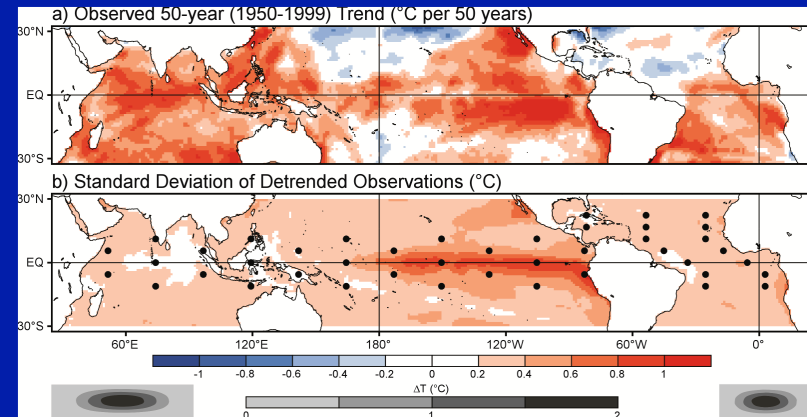 a) Observed 50-year (1950-1999) Trend (°C per 50 years)
30°N
EQ
30°S
b) Standard Deviation of Detrended Observations (°C)
30°N
EQ
30°S
60°E 120°E 180° 120°W 60°W 0°
-1 -0.8 -0.6 -0.4 -0.2 0 0.2 0.4 0.6 0.8 1
ΔT (°C)
0 1 2